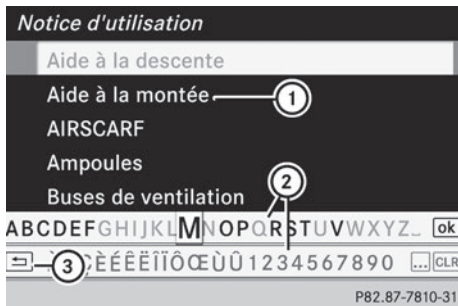 Notice d'utilisation
Aide à la descente
Aide à la montée
1
AIRSCARF
Ampoules
Buses de ventilation
2
ABCDEFGHIJKLMNOPQRSTUVWXYZ_ ok
3
ÈÉÊËÎÏÔŒÙÛ1234567890 ... CLR
P82.87-7810-31